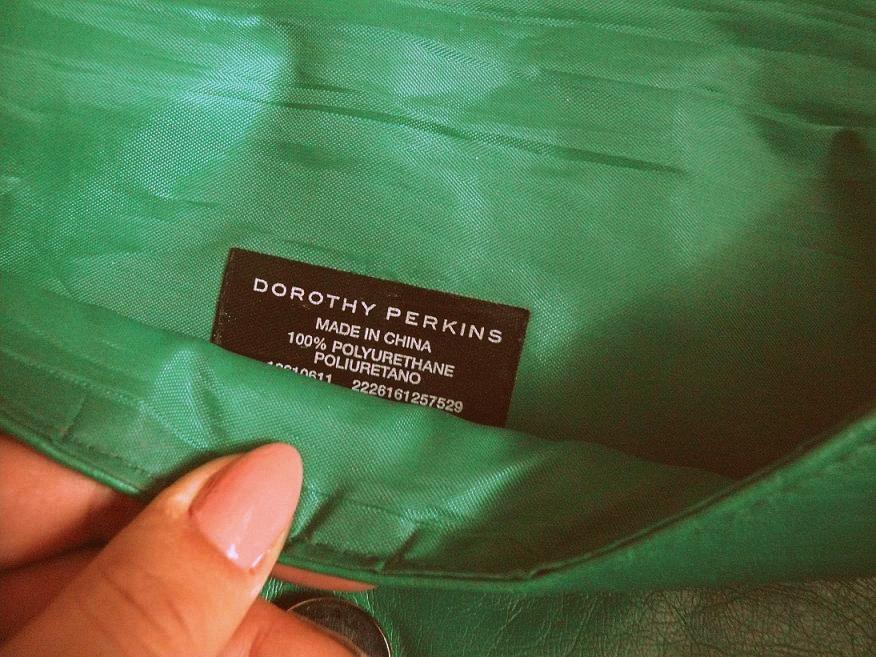 DOROTHY PERKINS
MADE IN CHINA
100% POLYURETHANE
POLIURETANO
2226161257529